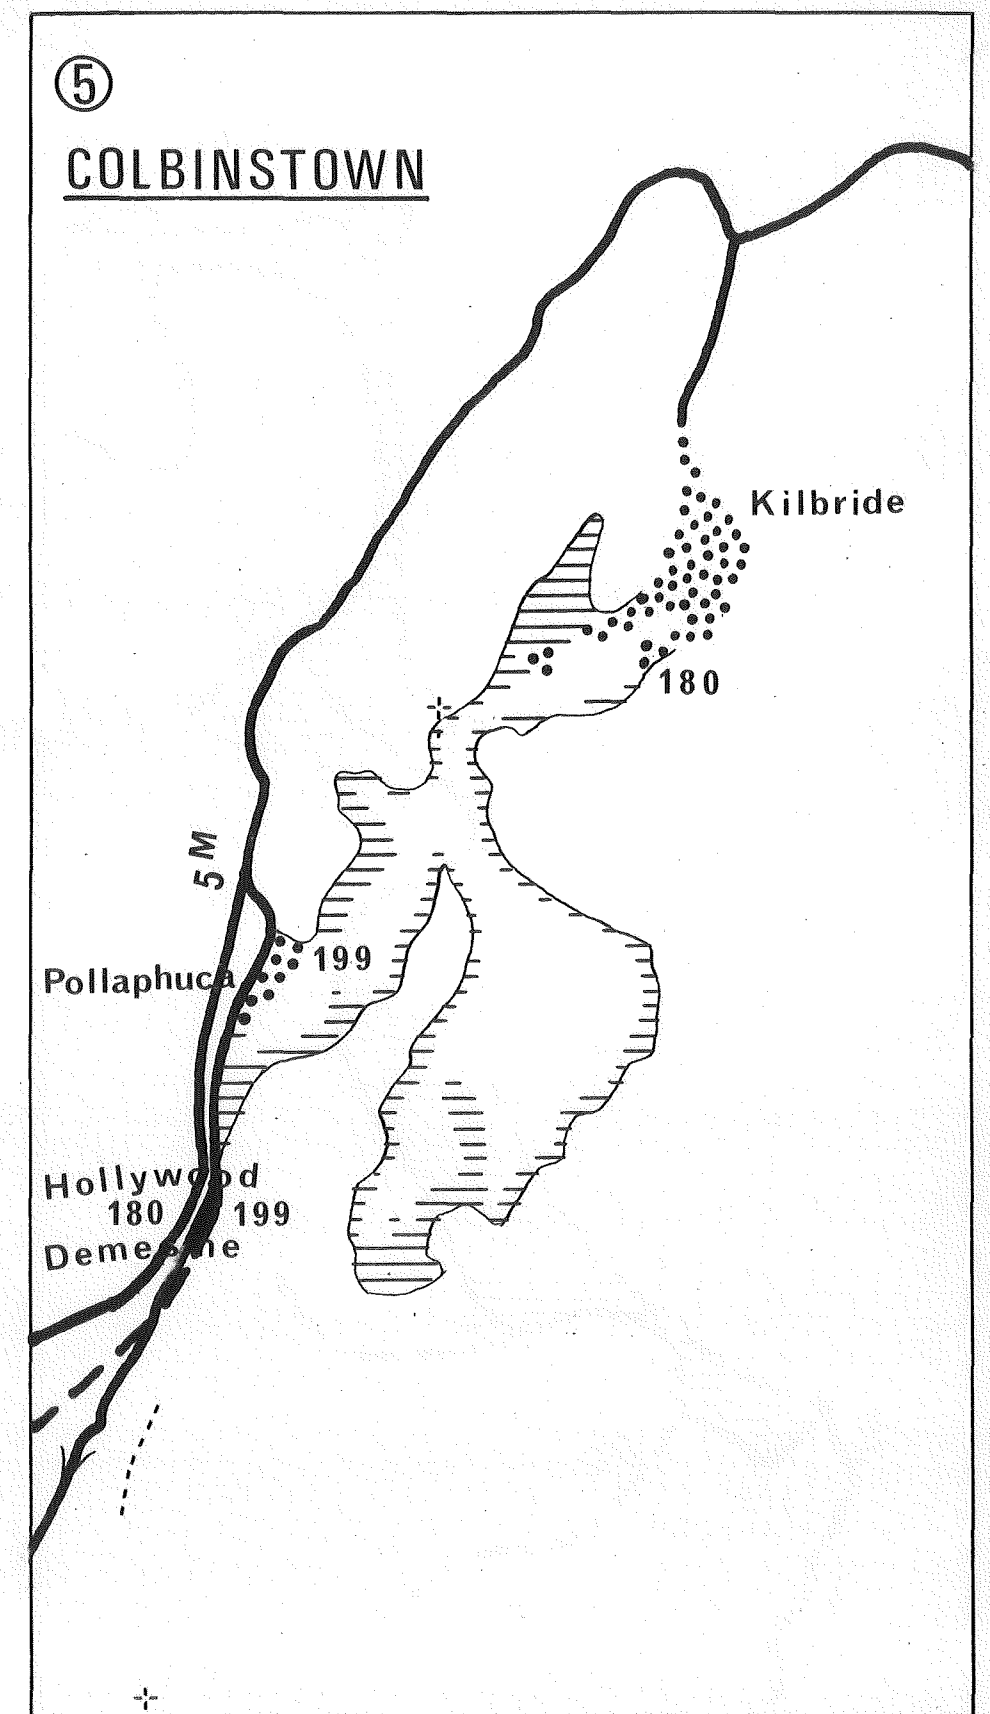 5
COLBINSTOWN
Kilbride
180
5 M
Pollaphuca
199
Hollywood
180 199
Demesne